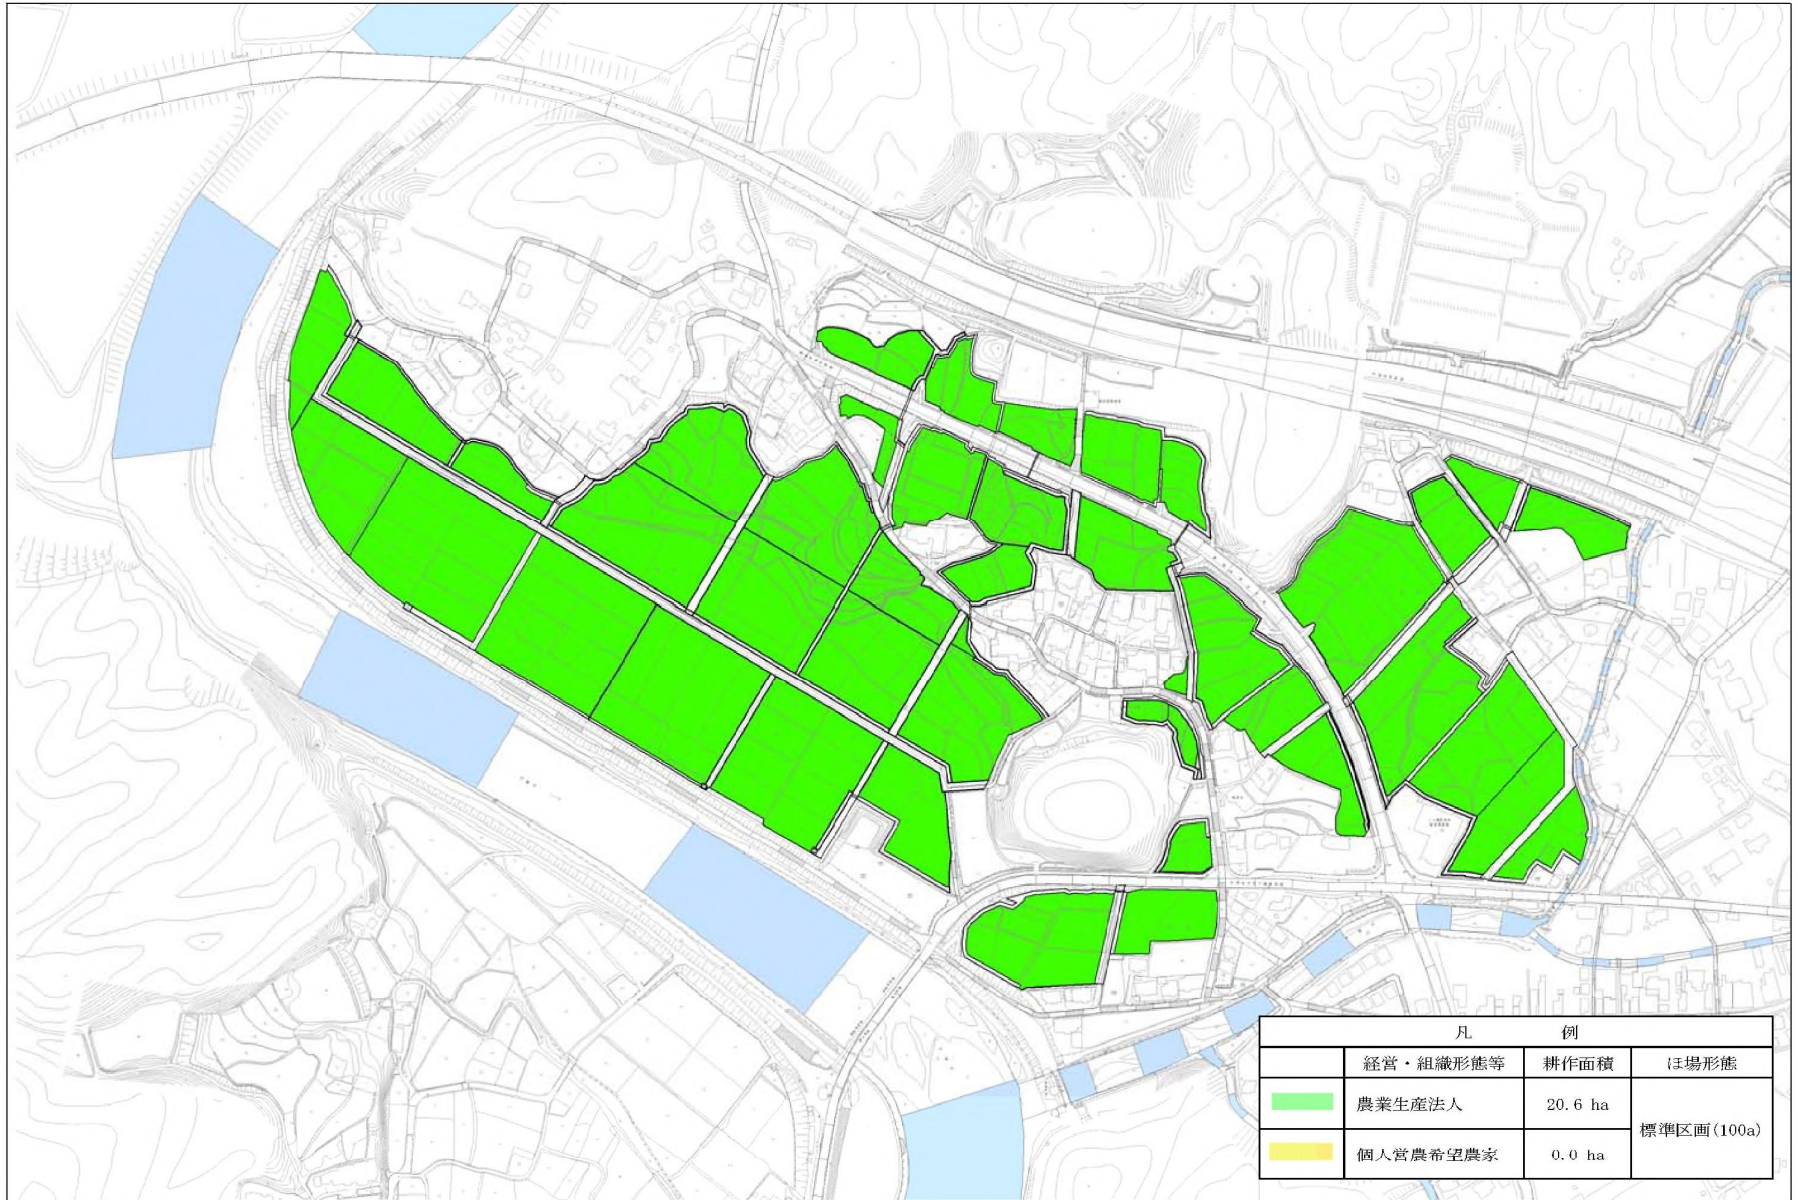 凡 例
経営・組織形態等 耕作面積 ほ場形態
農業生産法人 20.6 ha 標準区画(100a)
個人営農希望農家 0.0 ha